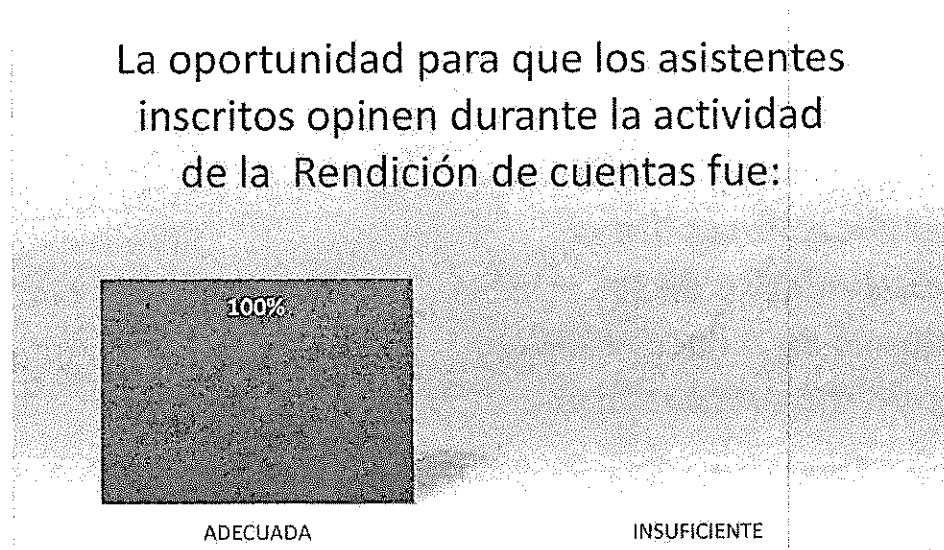 La oportunidad para que los asistentes
inscritos opinen durante la actividad
de la Rendición de cuentas fue:
100%
ADECUADA
INSUFICIENTE